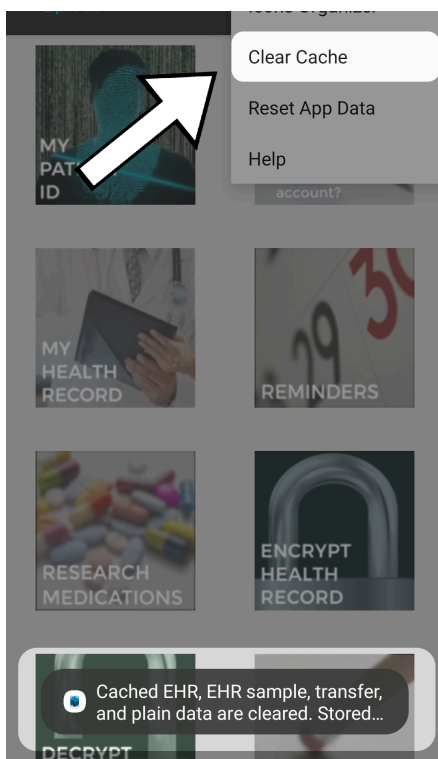 Clear Cache
Reset App Data
Help
account?
MY
ID
MY
HEALTH
RECORD
REMINDERS
RESEARCH
MEDICATIONS
ENCRYPT
HEALTH
RECORD
Cached EHR, EHR sample, transfer,
and plain data are cleared. Stored...
DECRYPT